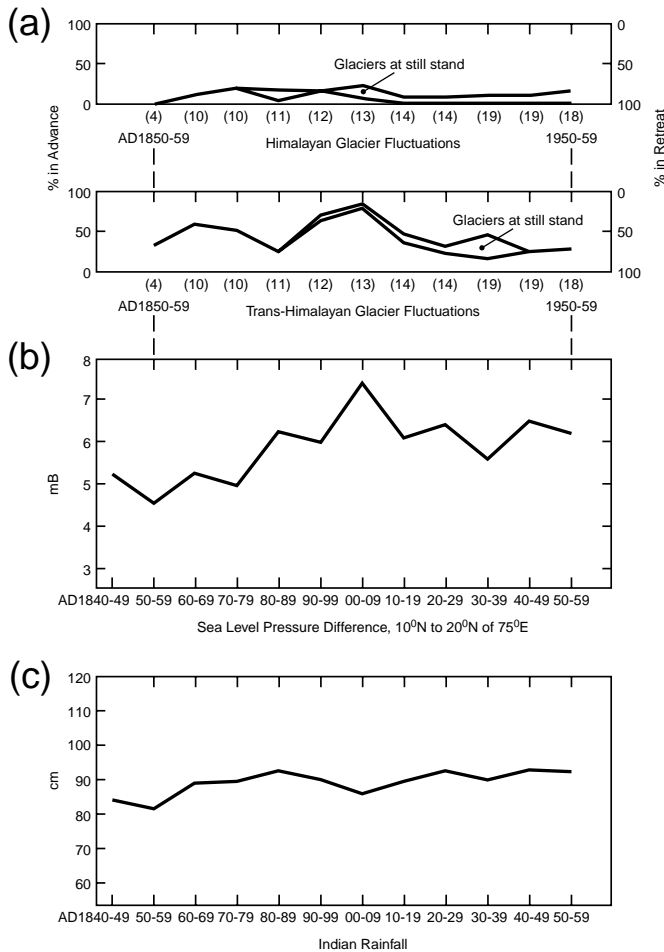 (a)
100
50
0
0
50
100
% in Advance
% in Retreat
Glaciers at still stand
(4) (10) (10) (11) (12) (13) (14) (14) (19) (19) (18)
AD1850-59 Himalayan Glacier Fluctuations 1950-59
100
50
0
0
50
100
Glaciers at still stand
(4) (10) (10) (11) (12) (13) (14) (14) (19) (19) (18)
AD1850-59 Trans-Himalayan Glacier Fluctuations 1950-59
(b)
8
7
6
5
4
3
mB
AD1840-49 50-59 60-69 70-79 80-89 90-99 00-09 10-19 20-29 30-39 40-49 50-59
Sea Level Pressure Difference, 10⁰N to 20⁰N of 75⁰E
(c)
120
110
100
90
80
70
60
cm
AD1840-49 50-59 60-69 70-79 80-89 90-99 00-09 10-19 20-29 30-39 40-49 50-59
Indian Rainfall